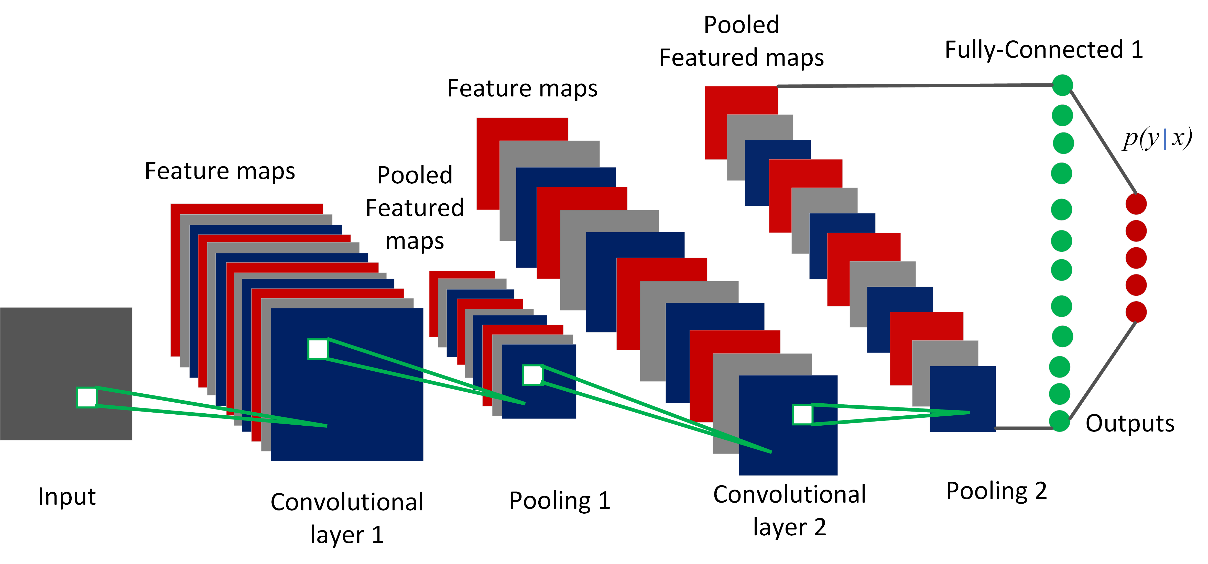 Pooled
Featured maps
Fully-Connected 1
Feature maps
p(y|x)
Feature maps
Pooled
Featured
maps
Outputs
Input
Convolutional
layer 1
Pooling 1
Convolutional
layer 2
Pooling 2